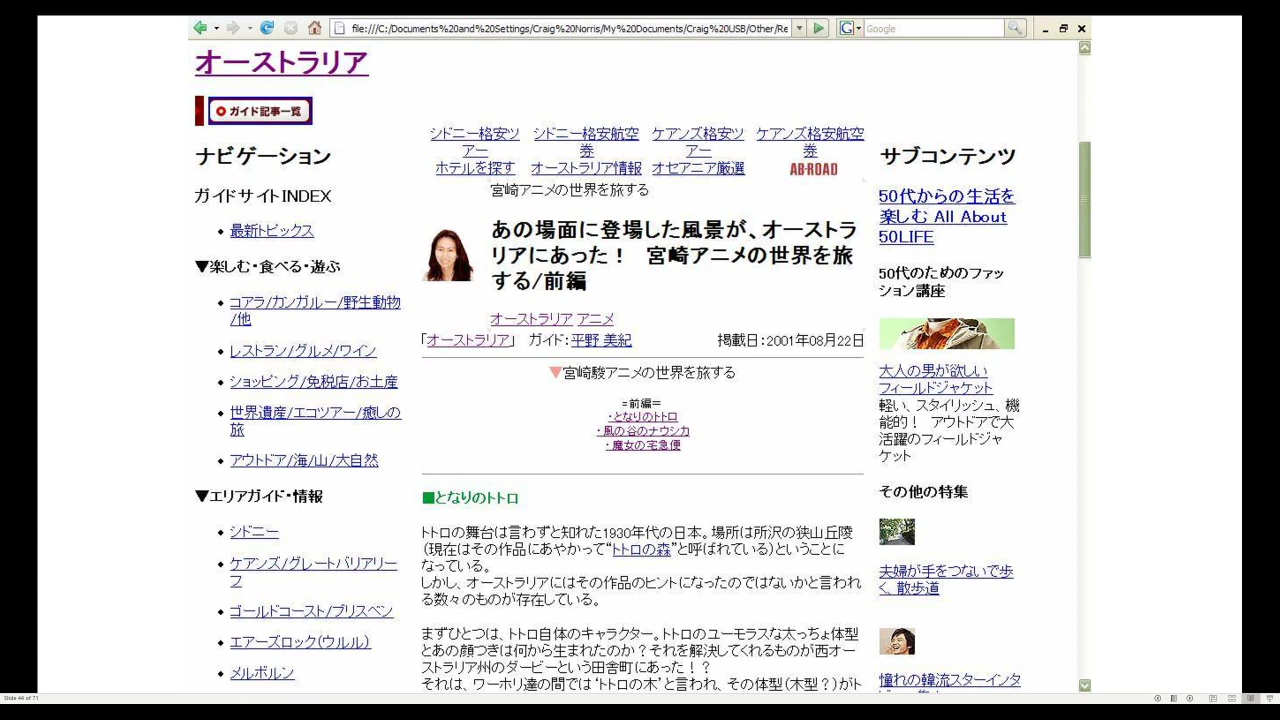 file:///C:/Documents%20and%20Settings/Craig%20Norris/My%20Documents/Craig%20USB/Other/Re
Google
オーストラリア
ガイド記事一覧
ナビゲーション
ガイドサイトINDEX
最新トピックス
▼楽しむ・食べる・遊ぶ
コアラ/カンガルー/野生動物
/他
レストラン/グルメ/ワイン
ショッピング/免税店/お土産
世界遺産/エコツアー/癒しの
旅
アウトドア/海/山/大自然
▼エリアガイド・情報
シドニー
ケアンズ/グレートバリアリー
フ
ゴールドコースト/ブリスベン
エアーズロック(ウルル)
メルボルン
シドニー格安ツ
アー
シドニー格安航空
券
ケアンズ格安ツ
アー
ケアンズ格安航空
券
ホテルを探す オーストラリア情報 オセアニア厳選 AB-ROAD
宮崎アニメの世界を旅する
あの場面に登場した風景が、オーストラ
リアにあった！　宮崎アニメの世界を旅
する/前編
オーストラリア アニメ
「オーストラリア」　ガイド：平野 美紀 掲載日：2001年08月22日
▼宮崎駿アニメの世界を旅する
=前編＝
・となりのトトロ
・風の谷のナウシカ
・魔女の宅急便
■となりのトトロ
トトロの舞台は言わずと知れた1930年代の日本。場所は所沢の狭山丘陵
（現在はその作品にあやかって“トトロの森”と呼ばれている）ということに
なっている。
しかし、オーストラリアにはその作品のヒントになったのではないかと言われ
る数々のものが存在している。
まずひとつは、トトロ自体のキャラクター。トトロのユーモラスな太っちょ体型
とあの顔つきは何から生まれたのか？それを解決してくれるものが西オー
ストラリア州のダービーという田舎町にあった！？
それは、ワーホリ達の間では‘トトロの木’と言われ、その体型(木型？)がト
サブコンテンツ
50代からの生活を
楽しむ All About
50LIFE
50代のためのファッ
ション講座
大人の男が欲しい
フィールドジャケット
軽い、スタイリッシュ、機
能的！　アウトドアで大
活躍のフィールドジャ
ケット
その他の特集
夫婦が手をつないで歩
く、散歩道
憧れの韓流スターインタ
Slide 44 of 71